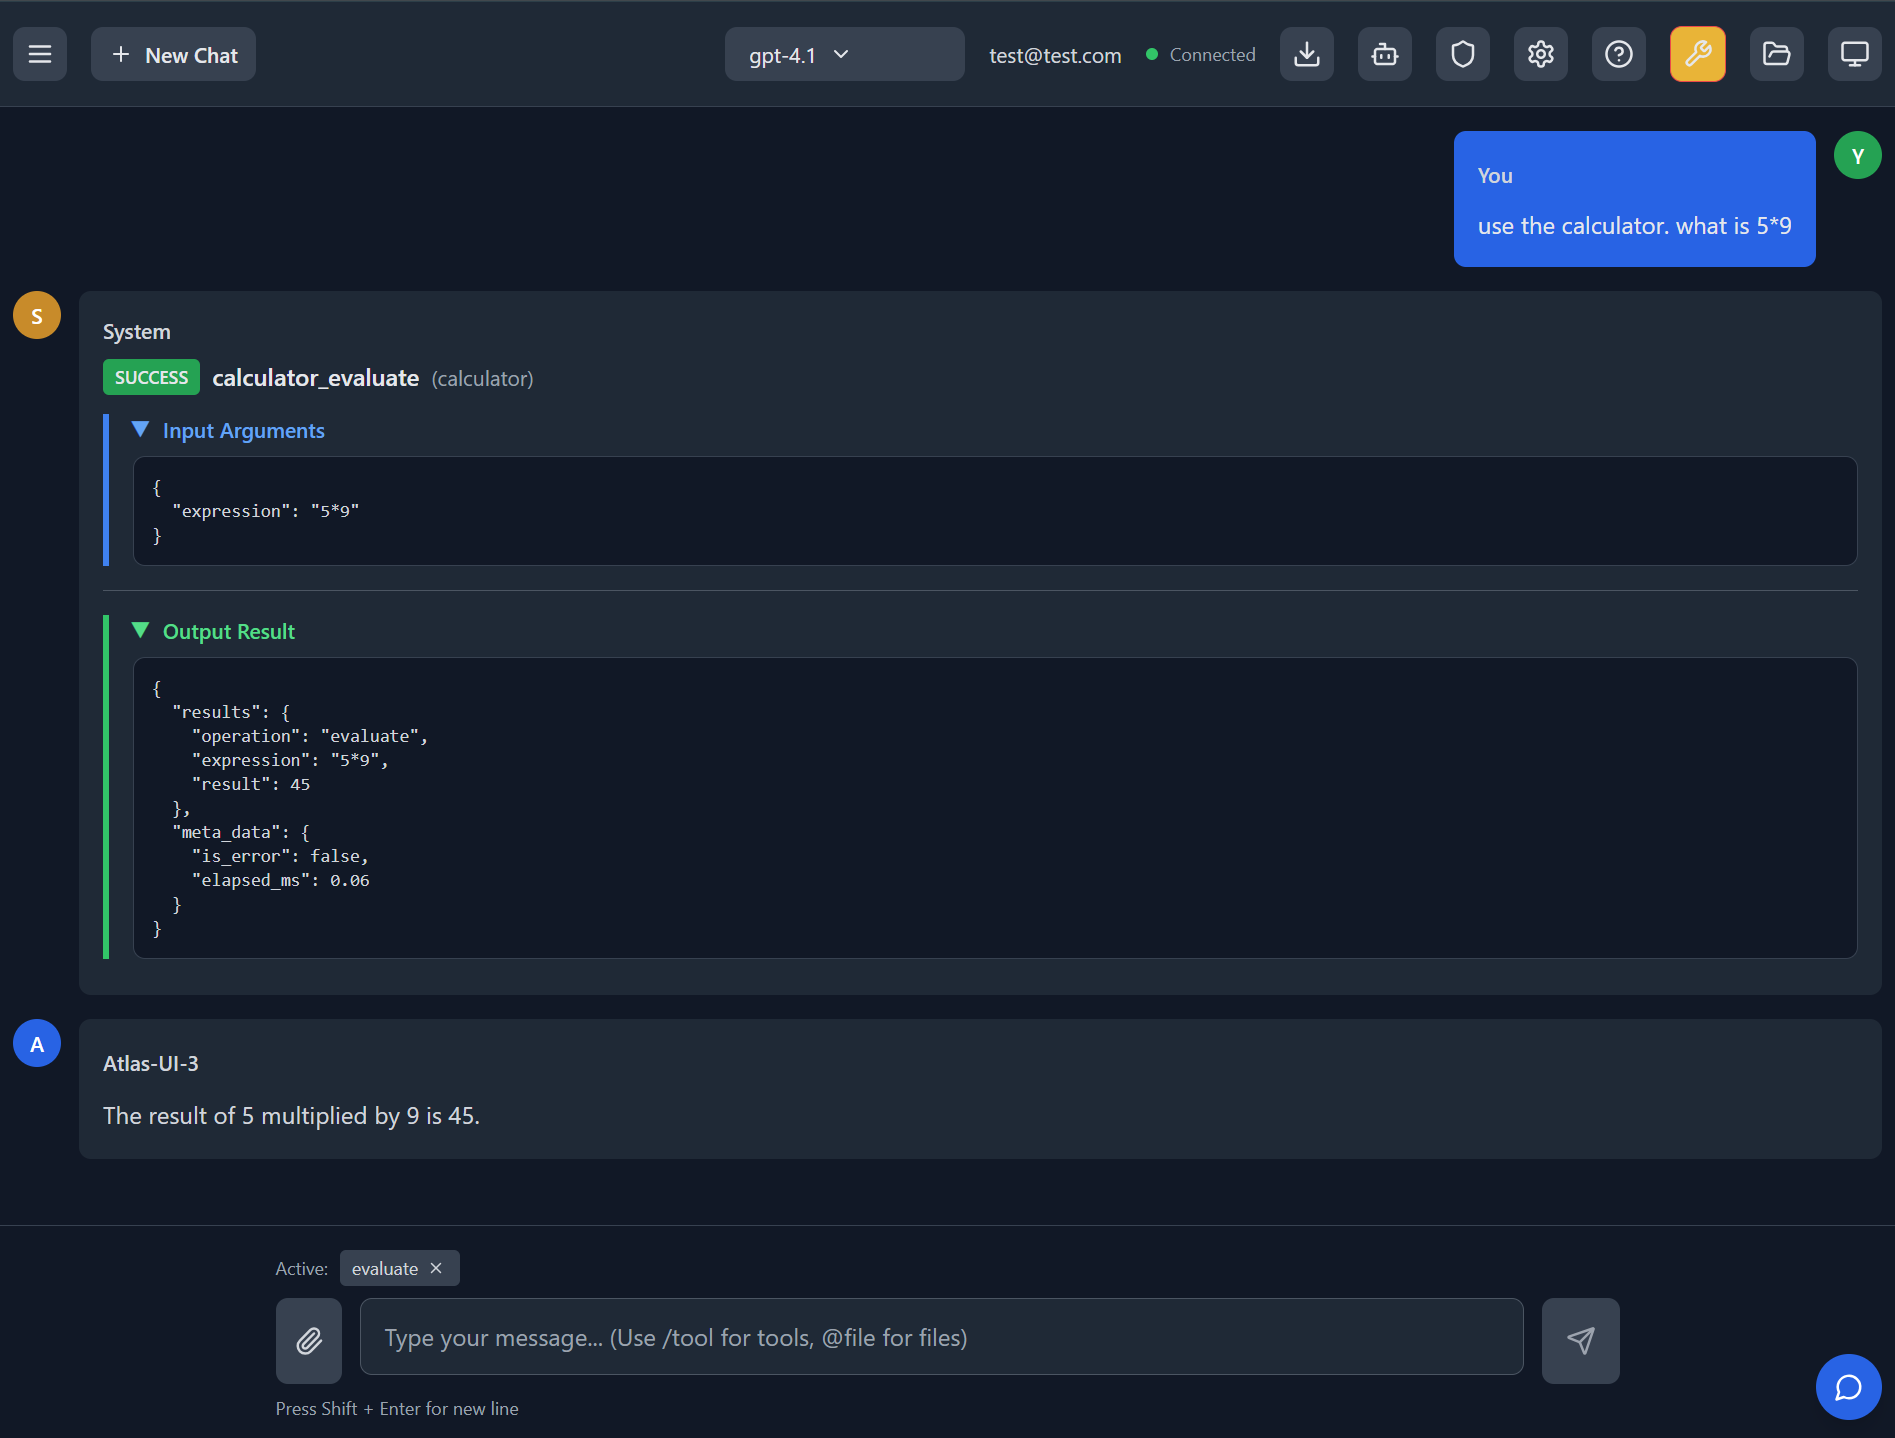 New Chat
gpt-4.1
test@test.com
Connected
You
use the calculator. what is 5*9
Y
S
System
SUCCESS calculator_evaluate (calculator)
▼ Input Arguments
{
  "expression": "5*9"
}
▼ Output Result
{
  "results": {
    "operation": "evaluate",
    "expression": "5*9",
    "result": 45
  },
  "meta_data": {
    "is_error": false,
    "elapsed_ms": 0.06
  }
}
A
Atlas-UI-3
The result of 5 multiplied by 9 is 45.
Active: evaluate ×
Type your message... (Use /tool for tools, @file for files)
Press Shift + Enter for new line